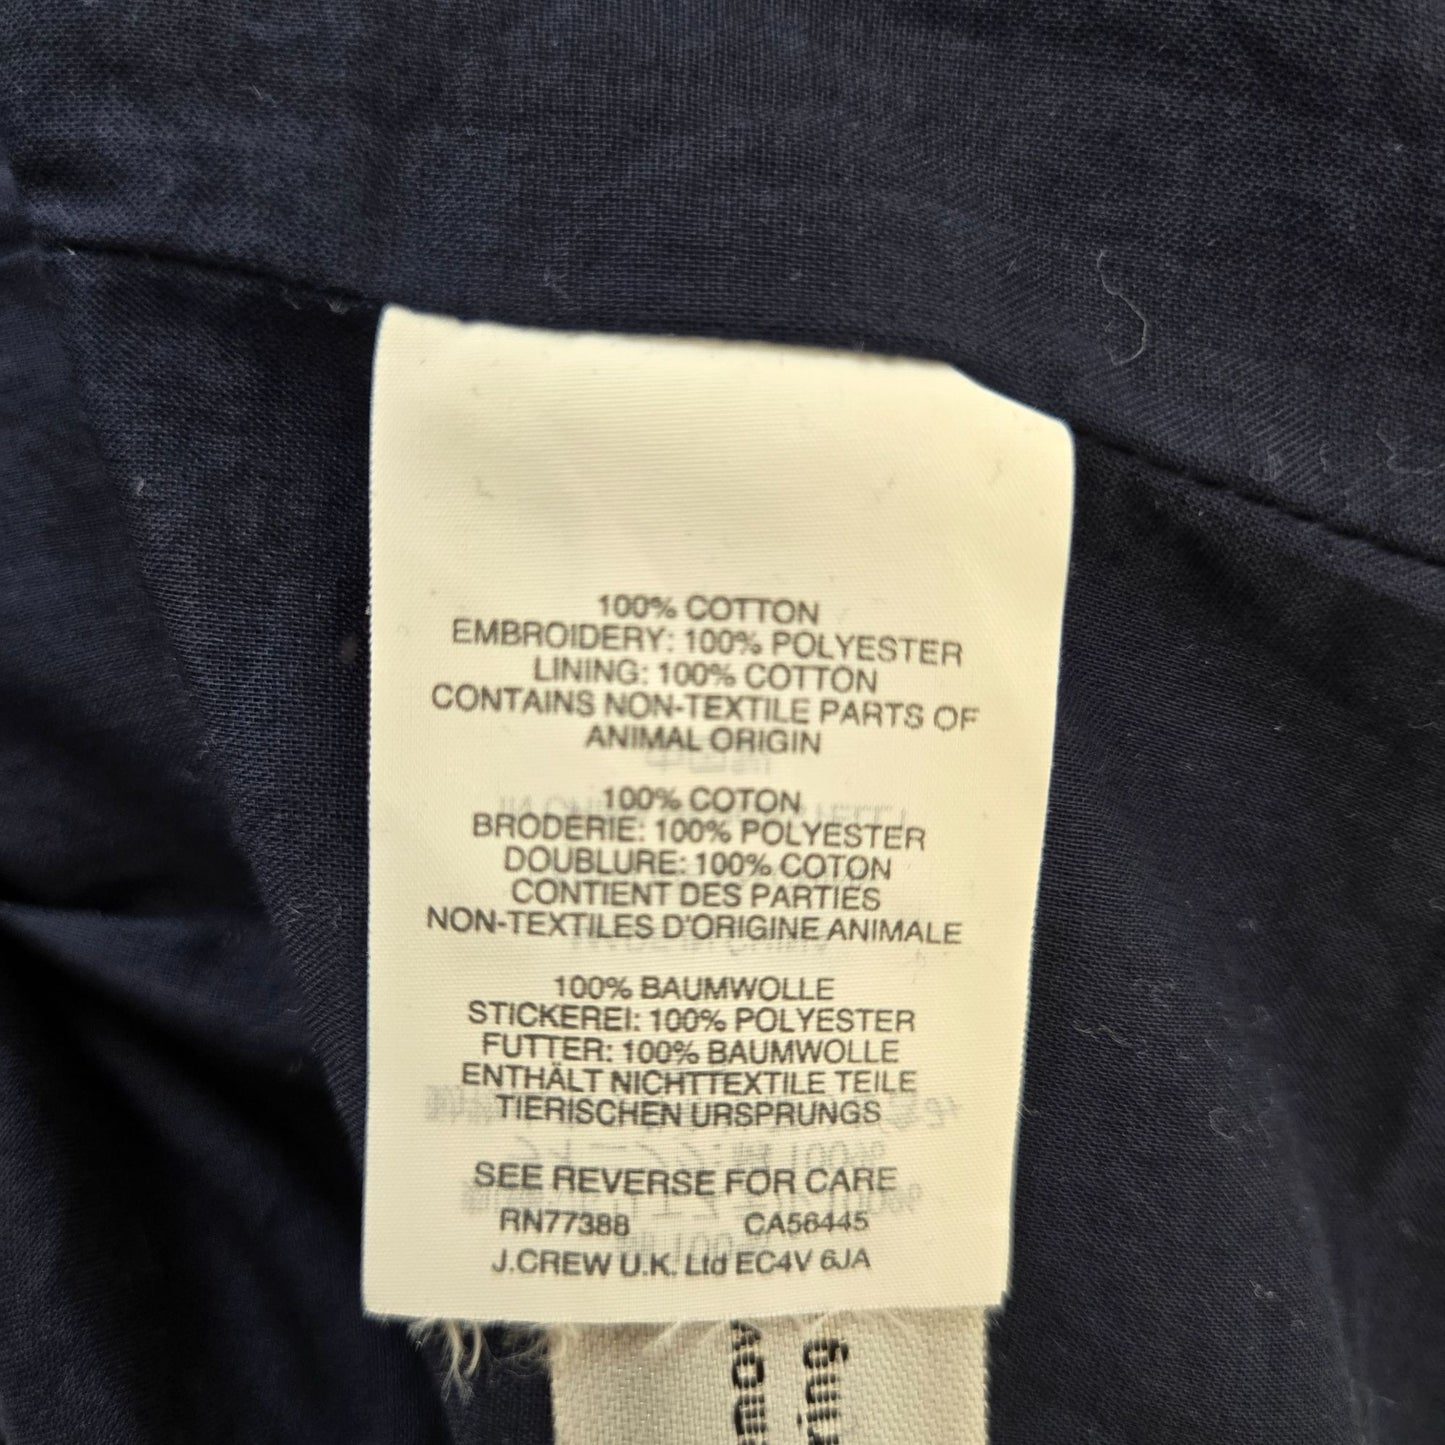 100% COTTON
EMBROIDERY: 100% POLYESTER
LINING: 100% COTTON
CONTAINS NON-TEXTILE PARTS OF
ANIMAL ORIGIN
100% COTON
BRODERIE: 100% POLYESTER
DOUBLURE: 100% COTON
CONTIENT DES PARTIES
NON-TEXTILES D'ORIGINE ANIMALE
100% BAUMWOLLE
STICKEREI: 100% POLYESTER
FUTTER: 100% BAUMWOLLE
ENTHÄLT NICHTTEXTILE TEILE
TIERISCHEN URSPRUNGS
SEE REVERSE FOR CARE
RN77388 CA56445
J.CREW U.K. Ltd EC4V 6JA